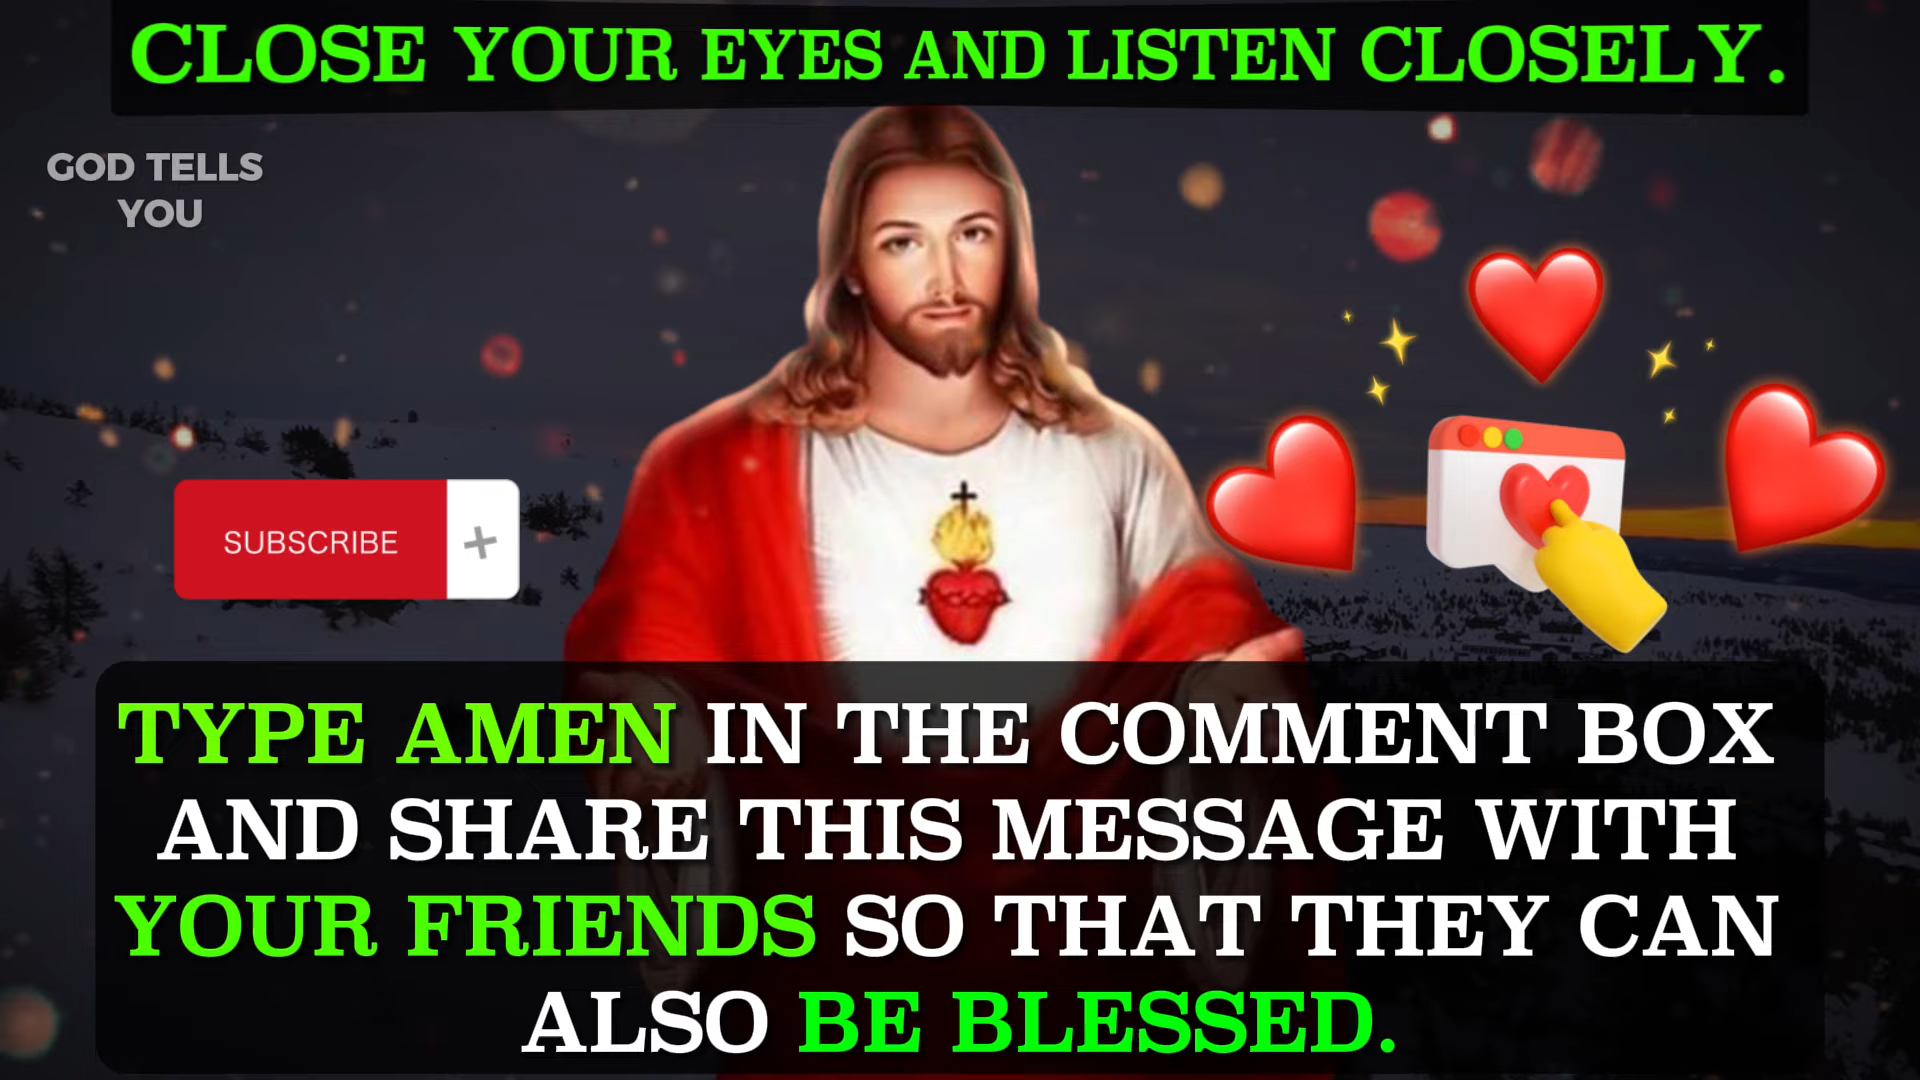 CLOSE YOUR EYES AND LISTEN CLOSELY.
GOD TELLS
YOU
SUBSCRIBE
TYPE AMEN IN THE COMMENT BOX
AND SHARE THIS MESSAGE WITH
YOUR FRIENDS SO THAT THEY CAN
ALSO BE BLESSED.